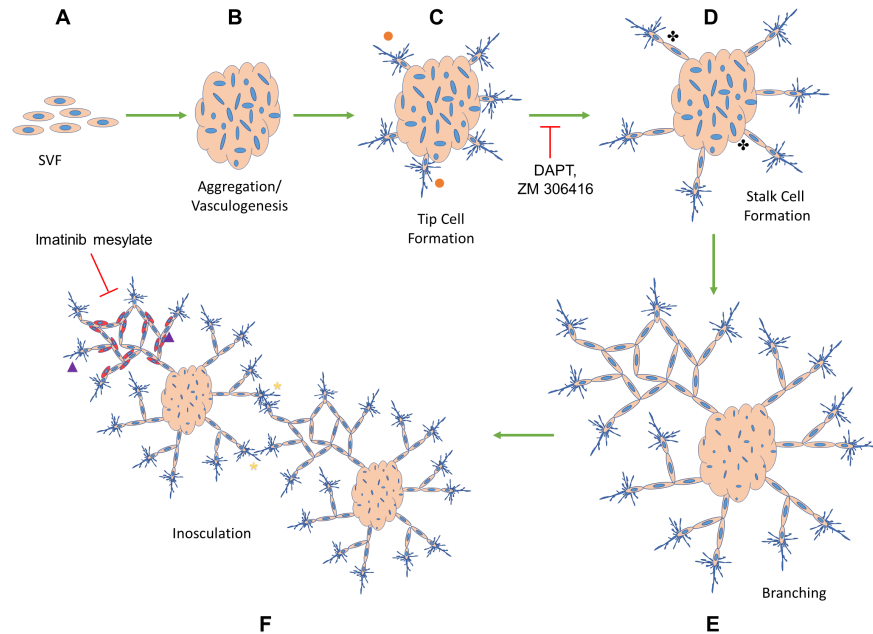 A
B
C
D
SVF
Aggregation/
Vasculogenesis
Tip Cell
Formation
DAPT,
ZM 306416
Stalk Cell
Formation
Imatinib mesylate
Inosculation
Branching
F
E